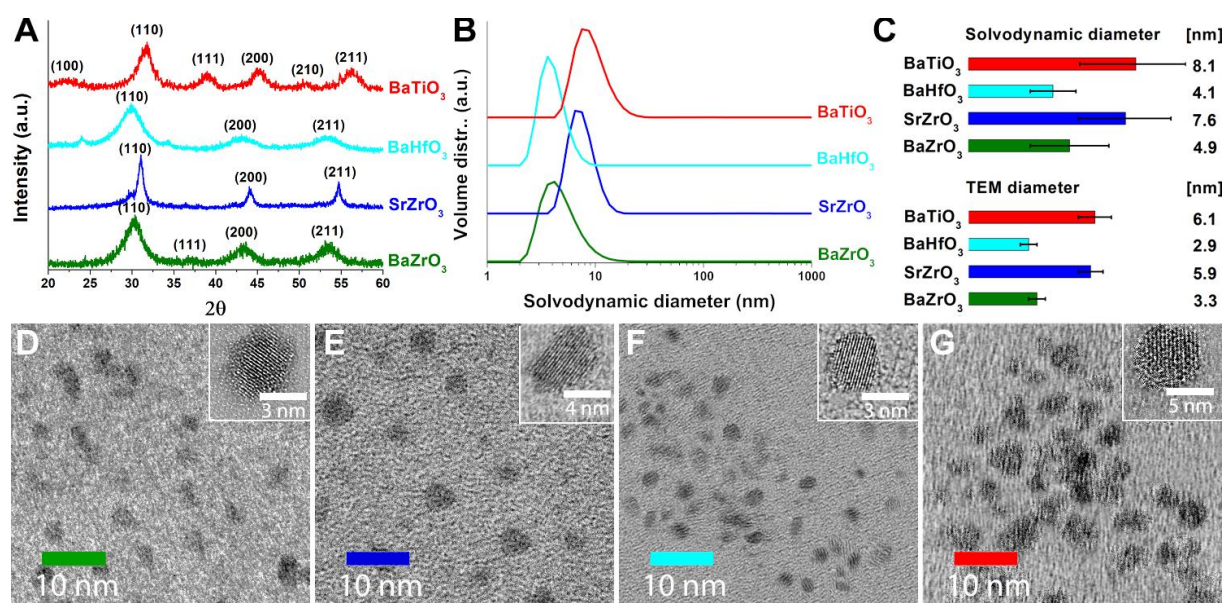 A
(110)
(100)
(111)
(200)
(210)
(211)
BaTiO3
(110)
(200)
(211)
BaHfO3
(110)
(200)
(211)
SrZrO3
(110)
(111)
(200)
(211)
BaZrO3
Intensity (a.u.)
20 25 30 35 40 45 50 55 60
2θ
B
BaTiO3
BaHfO3
SrZrO3
BaZrO3
Volume distr.. (a.u.)
1 10 100 1000
Solvodynamic diameter (nm)
C
Solvodynamic diameter [nm]
BaTiO3 8.1
BaHfO3 4.1
SrZrO3 7.6
BaZrO3 4.9
TEM diameter [nm]
BaTiO3 6.1
BaHfO3 2.9
SrZrO3 5.9
BaZrO3 3.3
D
3 nm
10 nm
E
4 nm
10 nm
F
3 nm
10 nm
G
5 nm
10 nm